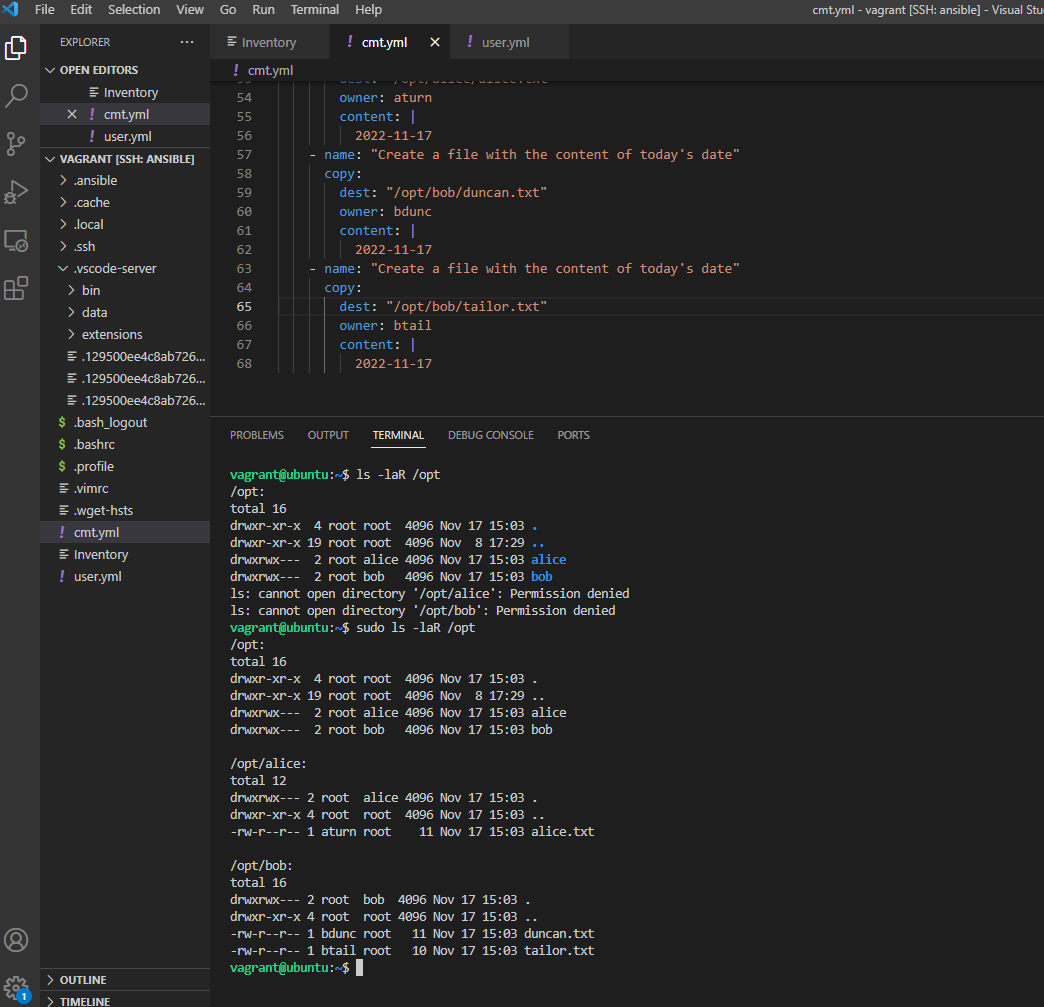 File Edit Selection View Go Run Terminal Help
cmt.yml - vagrant [SSH: ansible] - Visual Stu
EXPLORER ...
OPEN EDITORS
Inventory
cmt.yml
user.yml
VAGRANT [SSH: ANSIBLE]
.ansible
.cache
.local
.ssh
.vscode-server
bin
data
extensions
.129500ee4c8ab726...
.129500ee4c8ab726...
.129500ee4c8ab726...
.bash_logout
.bashrc
.profile
.vimrc
.wget-hsts
cmt.yml
Inventory
user.yml
OUTLINE
TIMELINE
1
Inventory ! cmt.yml × ! user.yml
! cmt.yml
54 owner: aturn
55 content: |
56 2022-11-17
57 - name: "Create a file with the content of today's date"
58 copy:
59 dest: "/opt/bob/duncan.txt"
60 owner: bdunc
61 content: |
62 2022-11-17
63 - name: "Create a file with the content of today's date"
64 copy:
65 dest: "/opt/bob/tailor.txt"
66 owner: btail
67 content: |
68 2022-11-17
PROBLEMS OUTPUT TERMINAL DEBUG CONSOLE PORTS
vagrant@ubuntu:~$ ls -laR /opt
/opt:
total 16
drwxr-xr-x  4 root root  4096 Nov 17 15:03 .
drwxr-xr-x 19 root root  4096 Nov  8 17:29 ..
drwxrwx---  2 root alice 4096 Nov 17 15:03 alice
drwxrwx---  2 root bob   4096 Nov 17 15:03 bob
ls: cannot open directory '/opt/alice': Permission denied
ls: cannot open directory '/opt/bob': Permission denied
vagrant@ubuntu:~$ sudo ls -laR /opt
/opt:
total 16
drwxr-xr-x  4 root root  4096 Nov 17 15:03 .
drwxr-xr-x 19 root root  4096 Nov  8 17:29 ..
drwxrwx---  2 root alice 4096 Nov 17 15:03 alice
drwxrwx---  2 root bob   4096 Nov 17 15:03 bob
/opt/alice:
total 12
drwxrwx--- 2 root  alice 4096 Nov 17 15:03 .
drwxr-xr-x 4 root  root  4096 Nov 17 15:03 ..
-rw-r--r-- 1 aturn root    11 Nov 17 15:03 alice.txt
/opt/bob:
total 16
drwxrwx--- 2 root  bob  4096 Nov 17 15:03 .
drwxr-xr-x 4 root  root 4096 Nov 17 15:03 ..
-rw-r--r-- 1 bdunc root   11 Nov 17 15:03 duncan.txt
-rw-r--r-- 1 btail root   10 Nov 17 15:03 tailor.txt
vagrant@ubuntu:~$